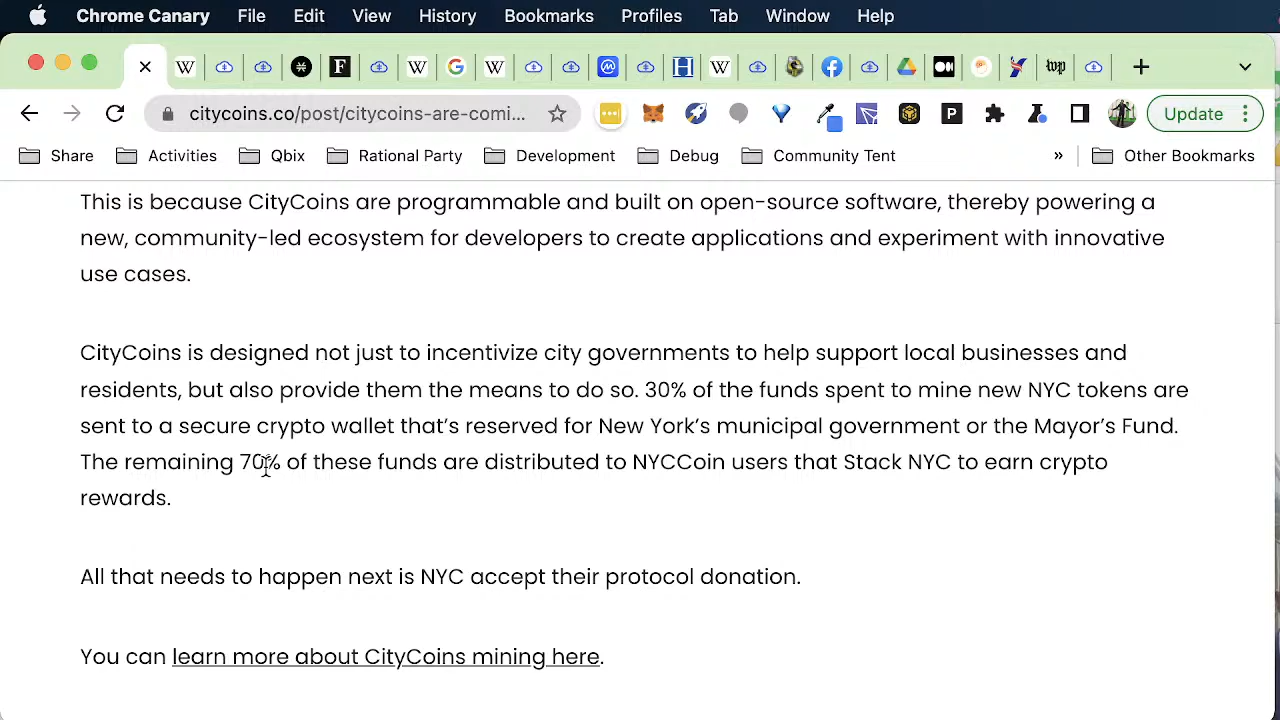 Chrome Canary File Edit View History Bookmarks Profiles Tab Window Help
citycoins.co/post/citycoins-are-comi... Update
Share Activities Qbix Rational Party Development Debug Community Tent » Other Bookmarks
This is because CityCoins are programmable and built on open-source software, thereby powering a
new, community-led ecosystem for developers to create applications and experiment with innovative
use cases.
CityCoins is designed not just to incentivize city governments to help support local businesses and
residents, but also provide them the means to do so. 30% of the funds spent to mine new NYC tokens are
sent to a secure crypto wallet that’s reserved for New York’s municipal government or the Mayor’s Fund.
The remaining 70% of these funds are distributed to NYCCoin users that Stack NYC to earn crypto
rewards.
All that needs to happen next is NYC accept their protocol donation.
You can learn more about CityCoins mining here.